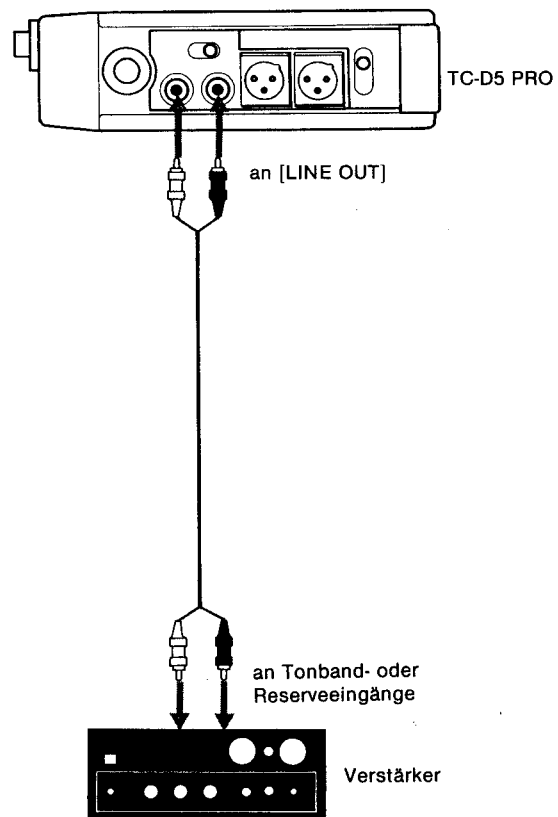 TC-D5 PRO
an [LINE OUT]
an Tonband- oder
Reserveeingänge
Verstärker